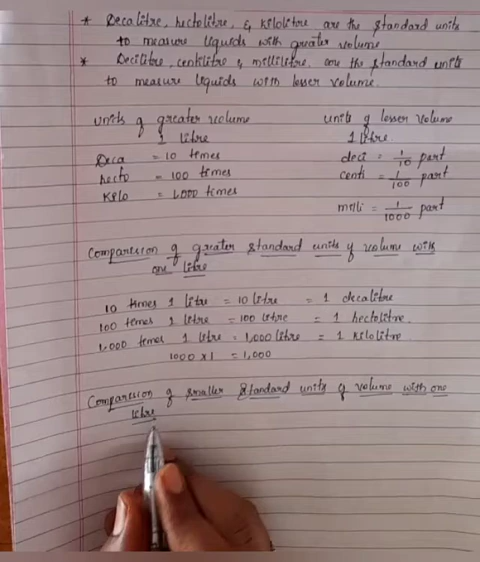 * Decalitre, hectolitre, & kilolitre are the standard units
to measure liquids with greater volume
* Decilitre, centilitre & millilitre are the standard units
to measure liquids with lesser volume.
units of greater volume
1 litre
Deca = 10 times
hecto = 100 times
Kilo = 1,000 times
units of lesser volume
1 litre.
deci = 1/10 part
centi = 1/100 part
milli = 1/1000 part
Comparesion of greater standard units of volume with
one litre
10 times 1 litre = 10 litre = 1 decalitre
100 times 1 litre = 100 litre = 1 hectolitre.
1,000 times 1 litre = 1,000 litre = 1 kilolitre.
1000 x 1 = 1,000
Comparesion of smaller standard units of volume with one
litre